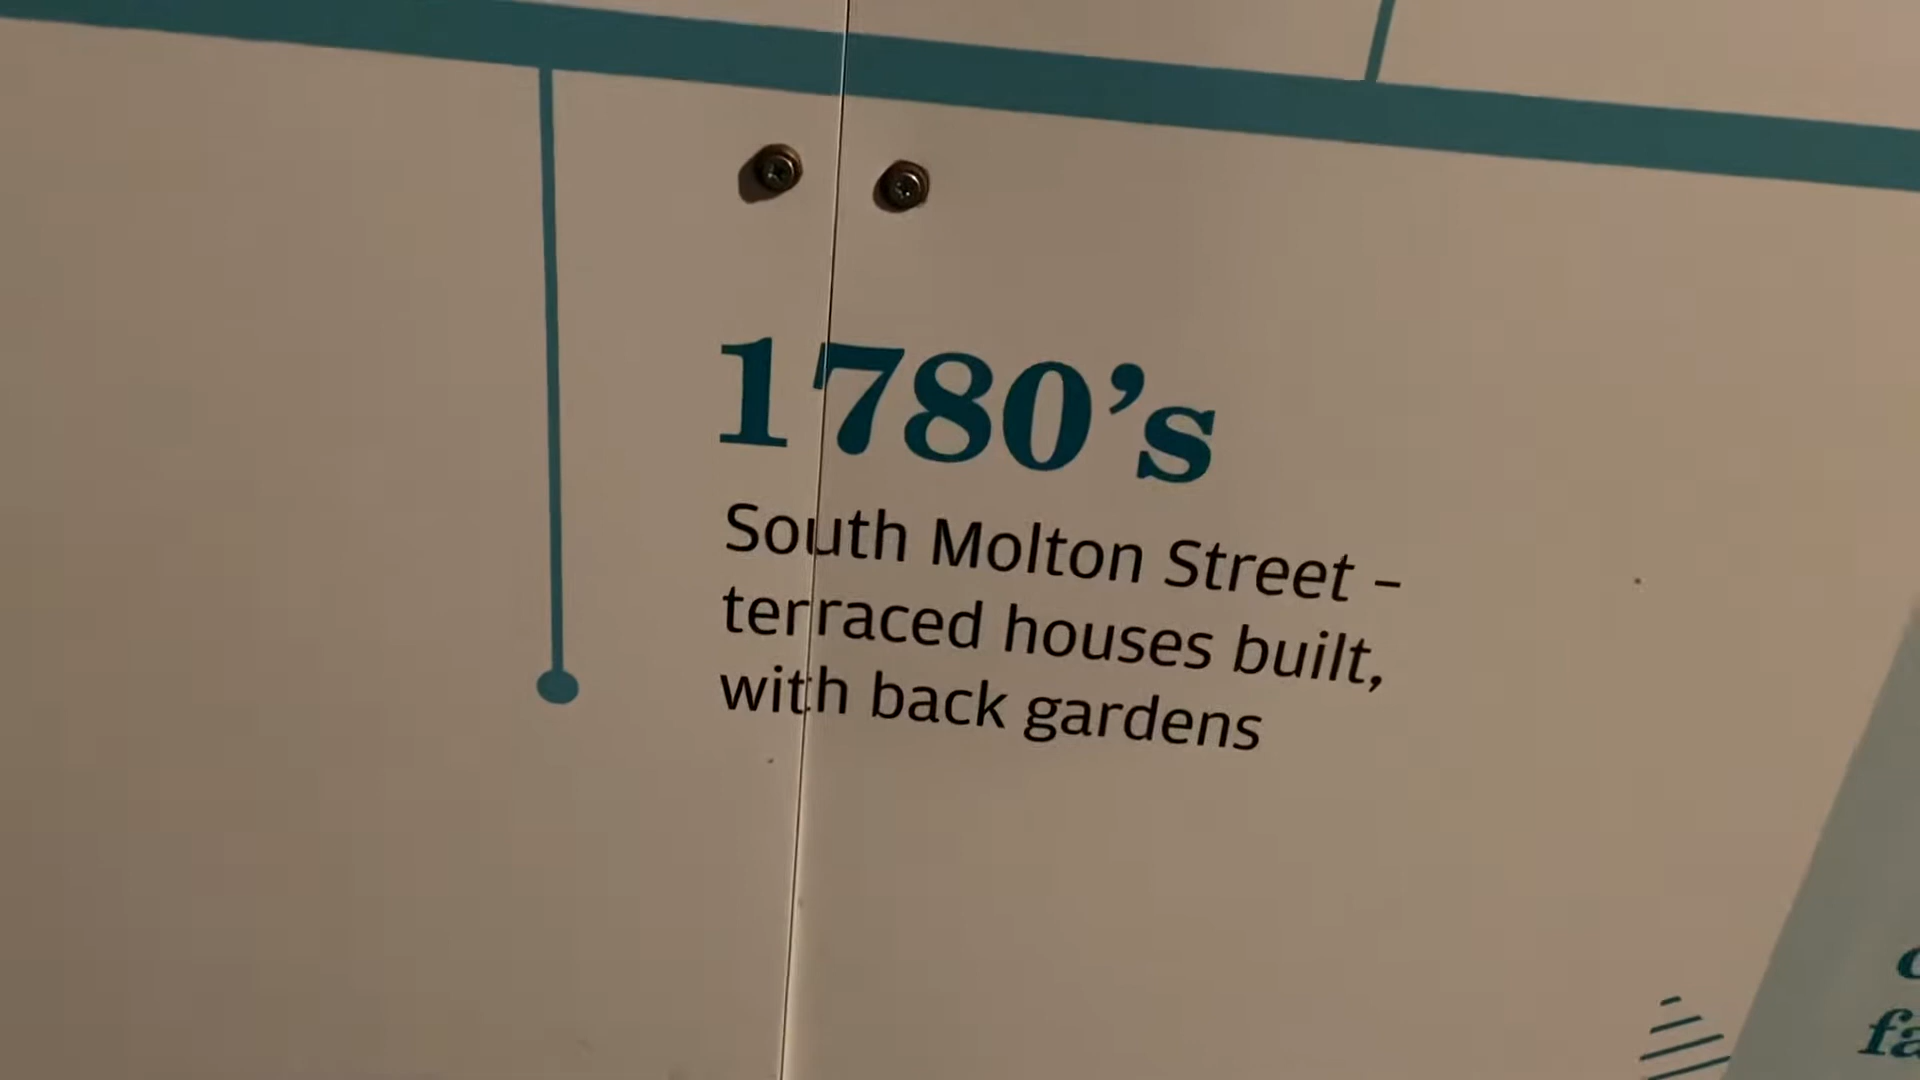 1780’s
South Molton Street –
terraced houses built,
with back gardens